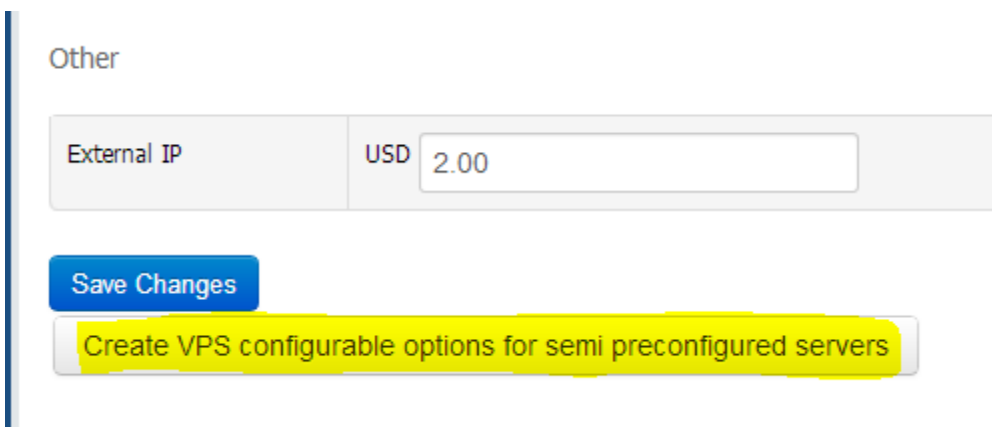 Other
External IP USD 2.00
Save Changes
Create VPS configurable options for semi preconfigured servers